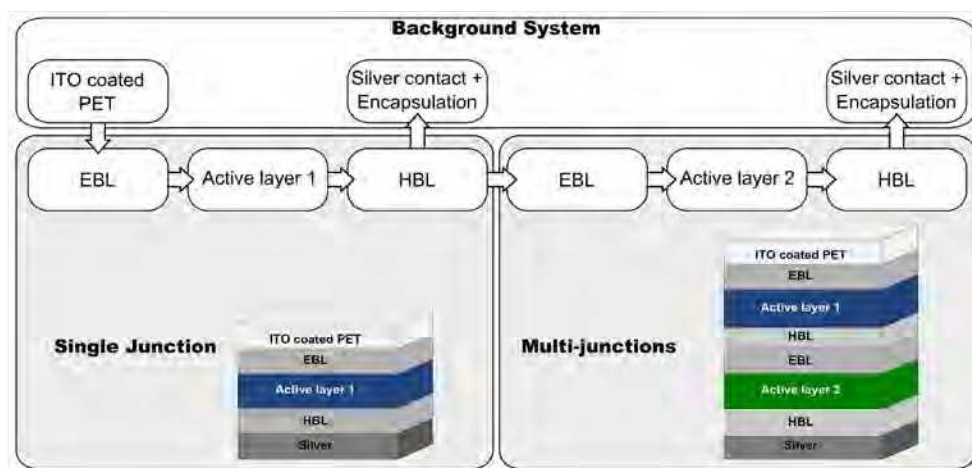 Background System
ITO coated
PET
Silver contact +
Encapsulation
Silver contact +
Encapsulation
EBL
Active layer 1
HBL
EBL
Active layer 2
HBL
Single Junction
ITO coated PET
EBL
Active layer 1
HBL
Silver
Multi-junctions
ITO coated PET
EBL
Active layer 1
HBL
EBL
Active layer 2
HBL
Silver